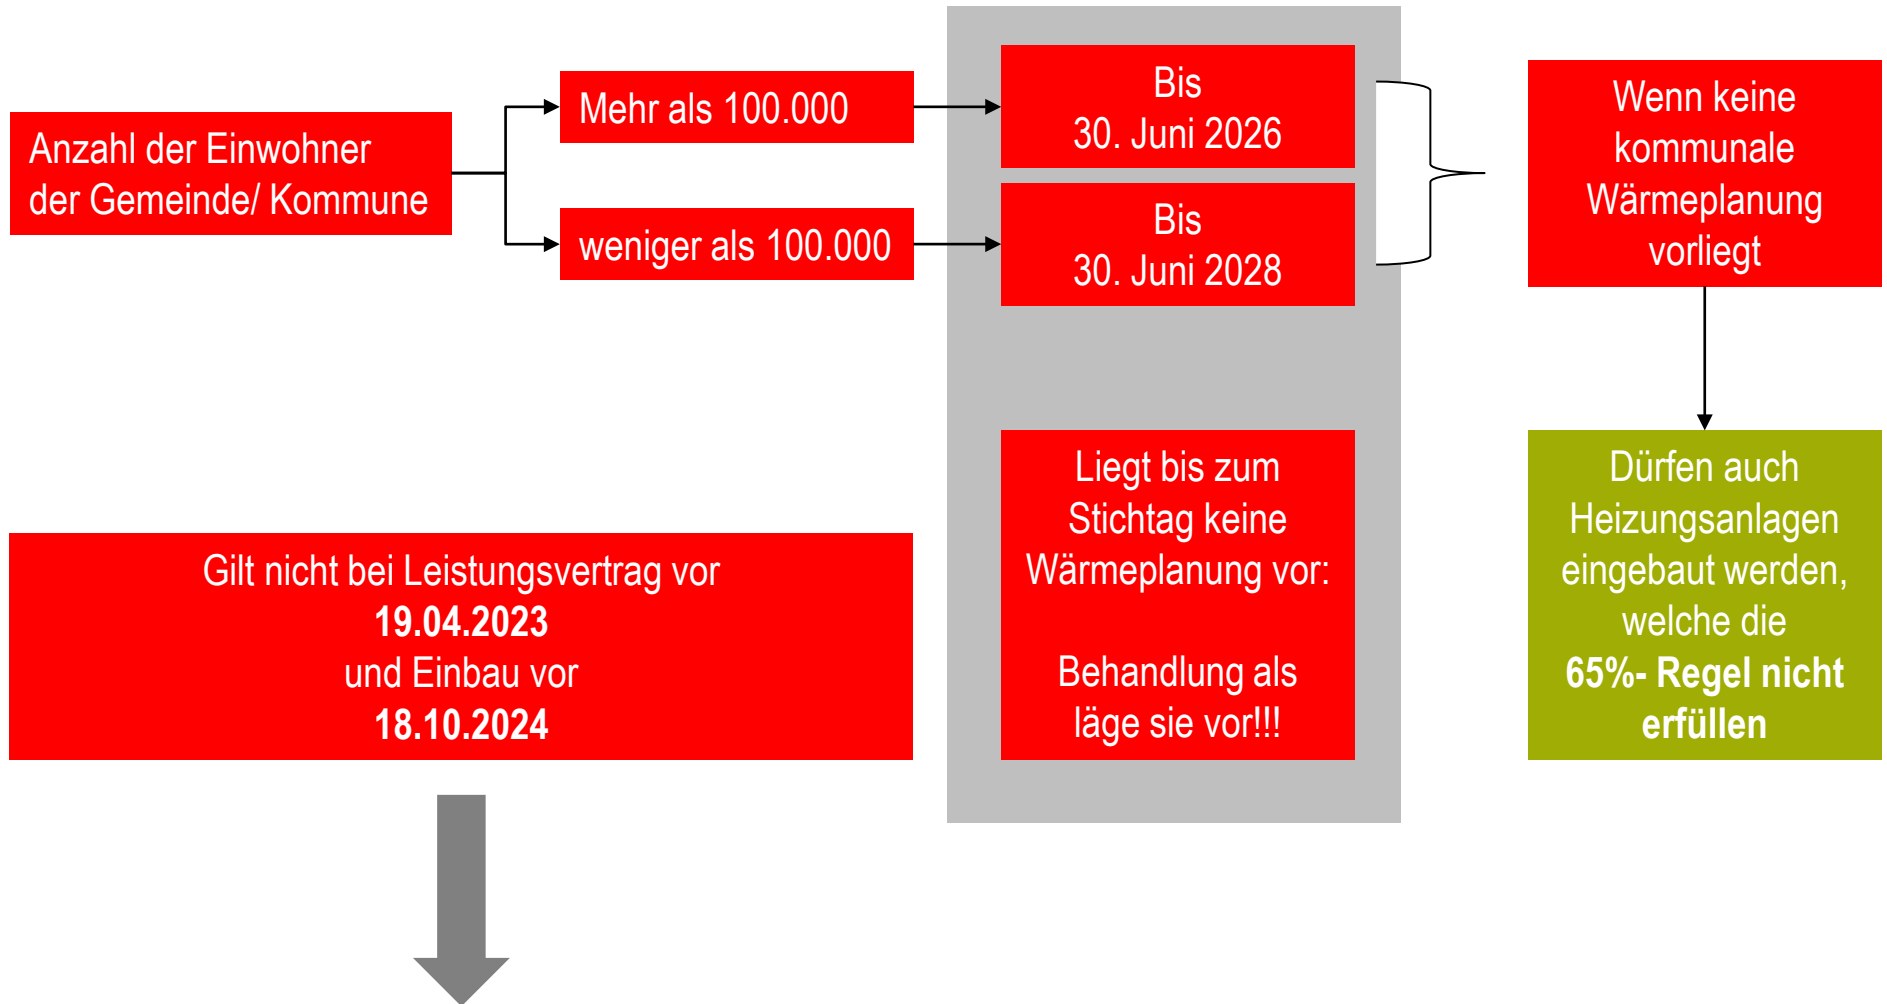 Anzahl der Einwohner
der Gemeinde/ Kommune
Mehr als 100.000
weniger als 100.000
Bis
30. Juni 2026
Bis
30. Juni 2028
Wenn keine
kommunale
Wärmeplanung
vorliegt
Gilt nicht bei Leistungsvertrag vor
19.04.2023
und Einbau vor
18.10.2024
Liegt bis zum
Stichtag keine
Wärmeplanung vor:
Behandlung als
läge sie vor!!!
Dürfen auch
Heizungsanlagen
eingebaut werden,
welche die
65%- Regel nicht
erfüllen